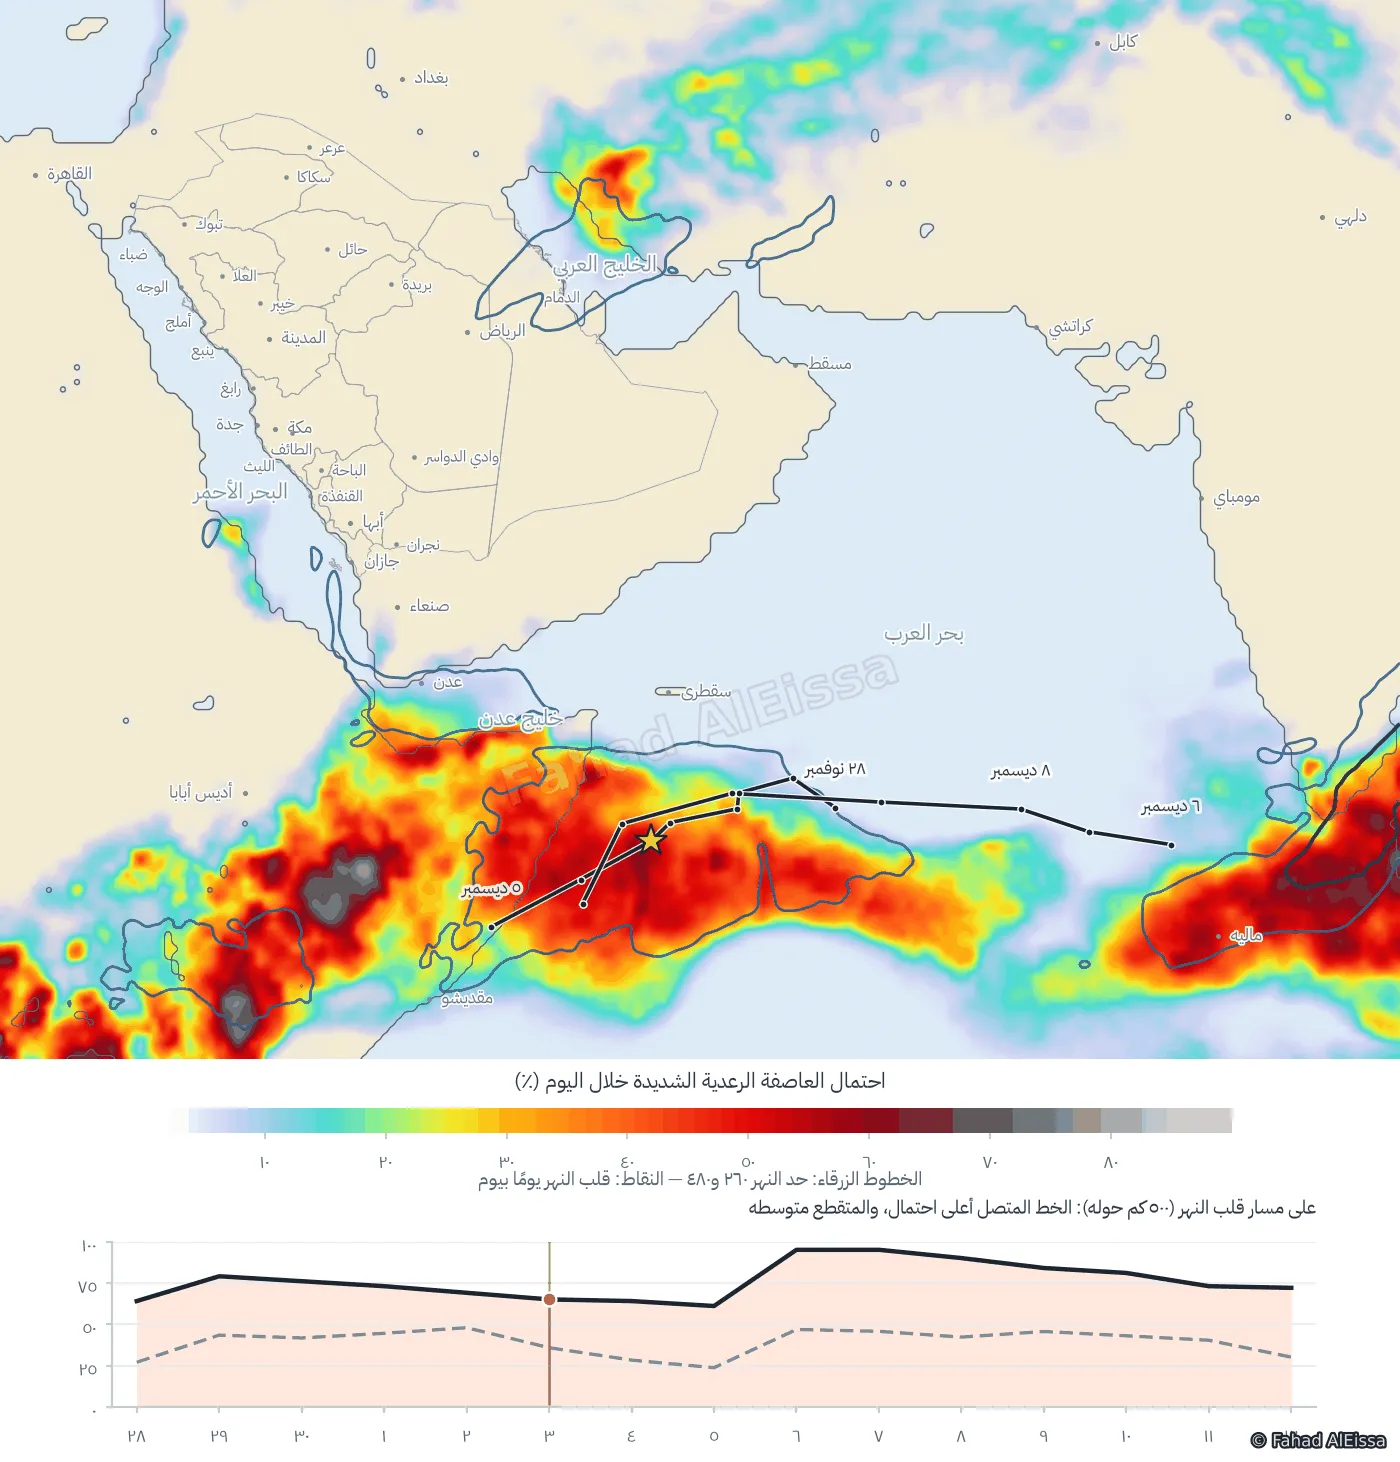 كابل
بغداد
عرعر
القاهرة
سكاكا
دلهي
تبوك
حائل
ضباء
الخليج العربي
العلا
الوجه
بريدة
الدمام
خيبر
أملج
كراتشي
الرياض
المدينة
ينبع
مسقط
رابغ
جدة
مكة
الطائف
وادي الدواسر
الليث
الباحة
البحر الأحمر
القنفذة
مومباي
أبها
نجران
جازان
صنعاء
بحر العرب
عدن
سقطرى
خليج عدن
Fahad AlEissa
٢٨ نوفمبر
٨ ديسمبر
أديس أبابا
٦ ديسمبر
٥ ديسمبر
ماليه
مقديشو
احتمال العاصفة الرعدية الشديدة خلال اليوم (٪)
١٠ ٢٠ ٣٠ ٤٠ ٥٠ ٦٠ ٧٠ ٨٠
الخطوط الزرقاء: حد النهر ٢٦٠ و٤٨٠ — النقاط: قلب النهر يومًا بيوم
على مسار قلب النهر (٥٠٠ كم حوله): الخط المتصل أعلى احتمال، والمتقطع متوسطه
١٠٠
٧٥
٥٠
٢٥
٠
٢٨ ٢٩ ٣٠ ١ ٢ ٣ ٤ ٥ ٦ ٧ ٨ ٩ ١٠ ١١
© Fahad AlEissa